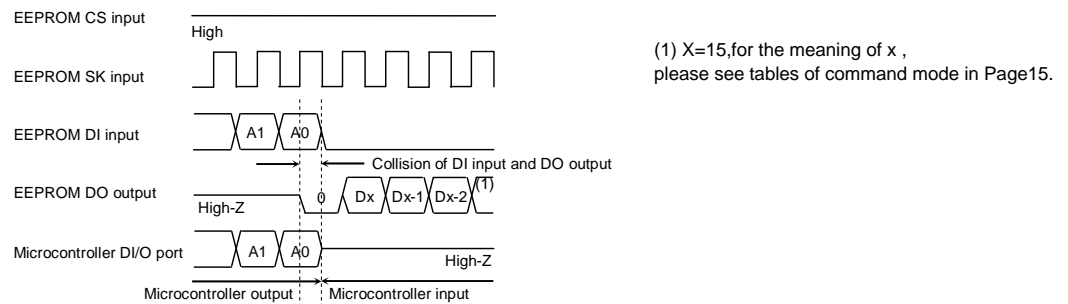 EEPROM CS input
High
(1) X=15,for the meaning of x ,
please see tables of command mode in Page15.
EEPROM SK input
EEPROM DI input
A1 A0
Collision of DI input and DO output
EEPROM DO output
High-Z
0 Dx Dx-1 Dx-2 (1)
Microcontroller DI/O port
A1 A0
High-Z
Microcontroller output Microcontroller input